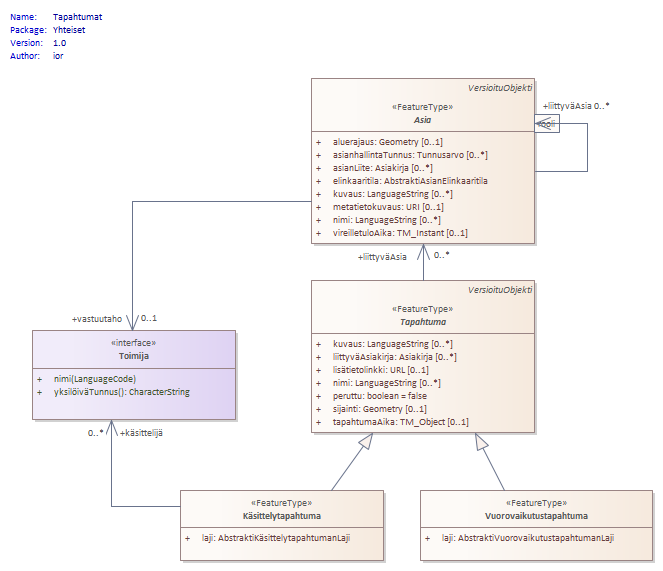 Name: Tapahtumat
Package: Yhteiset
Version: 1.0
Author: ior
VersioituObjekti
«FeatureType»
Asia
+ aluerajaus: Geometry [0..1]
+ asianhallintaTunnus: Tunnusarvo [0..*]
+ asianLiite: Asiakirja [0..*]
+ elinkaaritila: AbstraktiAsianElinkaaritila
+ kuvaus: LanguageString [0..*]
+ metatietokuvaus: URI [0..1]
+ nimi: LanguageString [0..*]
+ vireilletuloAika: TM_Instant [0..1]
+liittyväAsia 0..*
rooli
+liittyväAsia 0..*
VersioituObjekti
«FeatureType»
Tapahtuma
+ kuvaus: LanguageString [0..*]
+ liittyväAsiakirja: Asiakirja [0..*]
+ lisätietolinkki: URL [0..1]
+ nimi: LanguageString [0..*]
+ peruttu: boolean = false
+ sijainti: Geometry [0..1]
+ tapahtumaAika: TM_Object [0..1]
+vastuutaho 0..1
«interface»
Toimija
+ nimi(LanguageCode)
+ yksilöiväTunnus(): CharacterString
0..* +käsittelijä
«FeatureType»
Käsittelytapahtuma
+ laji: AbstraktiKäsittelytapahtumanLaji
«FeatureType»
Vuorovaikutustapahtuma
+ laji: AbstraktiVuorovaikutustapahtumanLaji